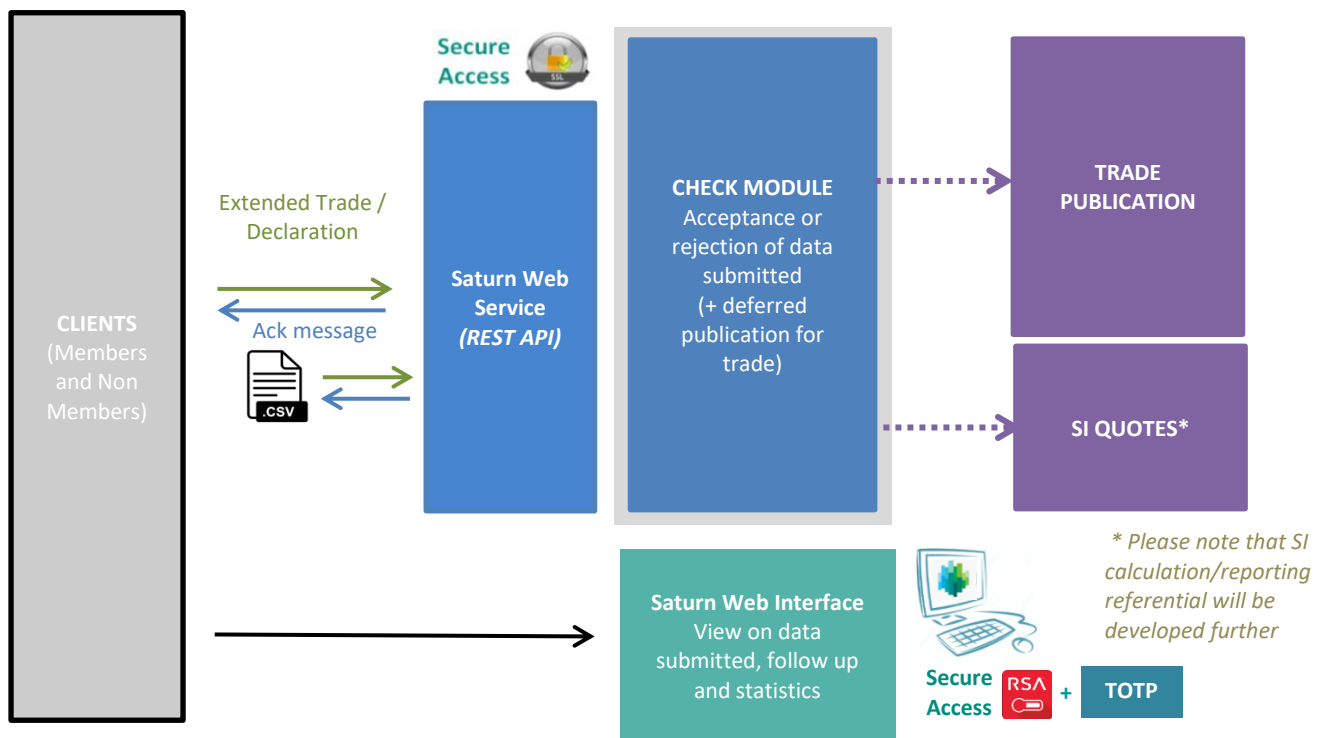 CLIENTS
(Members
and Non
Members)
Extended Trade /
Declaration
Ack message
.CSV
Secure
Access
SSL
Saturn Web
Service
(REST API)
CHECK MODULE
Acceptance or
rejection of data
submitted
(+ deferred
publication for
trade)
TRADE
PUBLICATION
SI QUOTES*
* Please note that SI
calculation/reporting
referential will be
developed further
Saturn Web Interface
View on data
submitted, follow up
and statistics
Secure
Access
RSA
+
TOTP